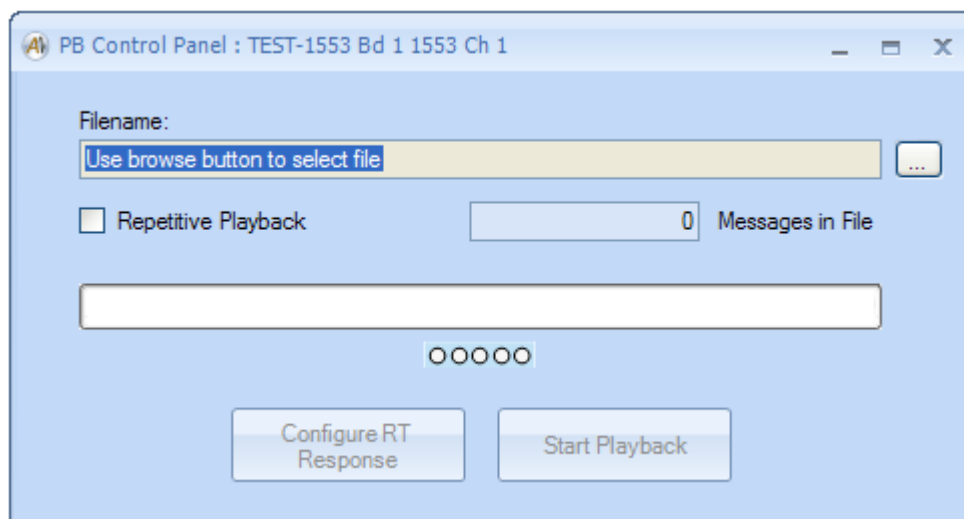 PB Control Panel : TEST-1553 Bd 1 1553 Ch 1
Filename:
Use browse button to select file
...
Repetitive Playback
0 Messages in File
Configure RT
Response
Start Playback